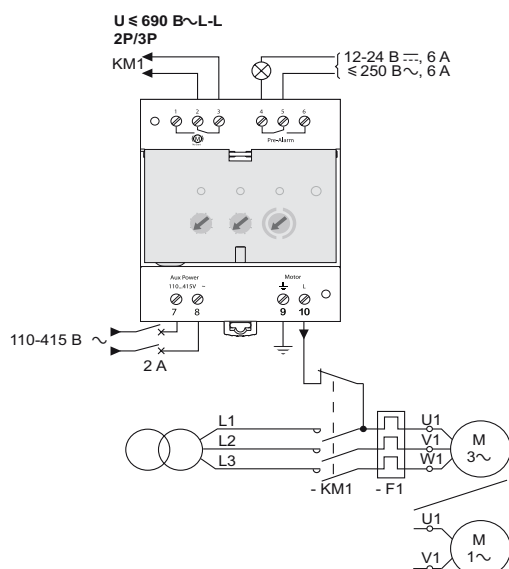 U ≤ 690 В∼L-L
2P/3P
KM1
12-24 В ⎓, 6 A
≤ 250 В∼, 6 A
1 2 3 4 5 6
M
Pre-Alarm
Aux Power
110...415V ~
7 8
Motor
L
9 10
110-415 В ∼
2 A
L1
L2
L3
- KM1
- F1
U1
V1
W1
M
3∼
U1
V1
M
1∼